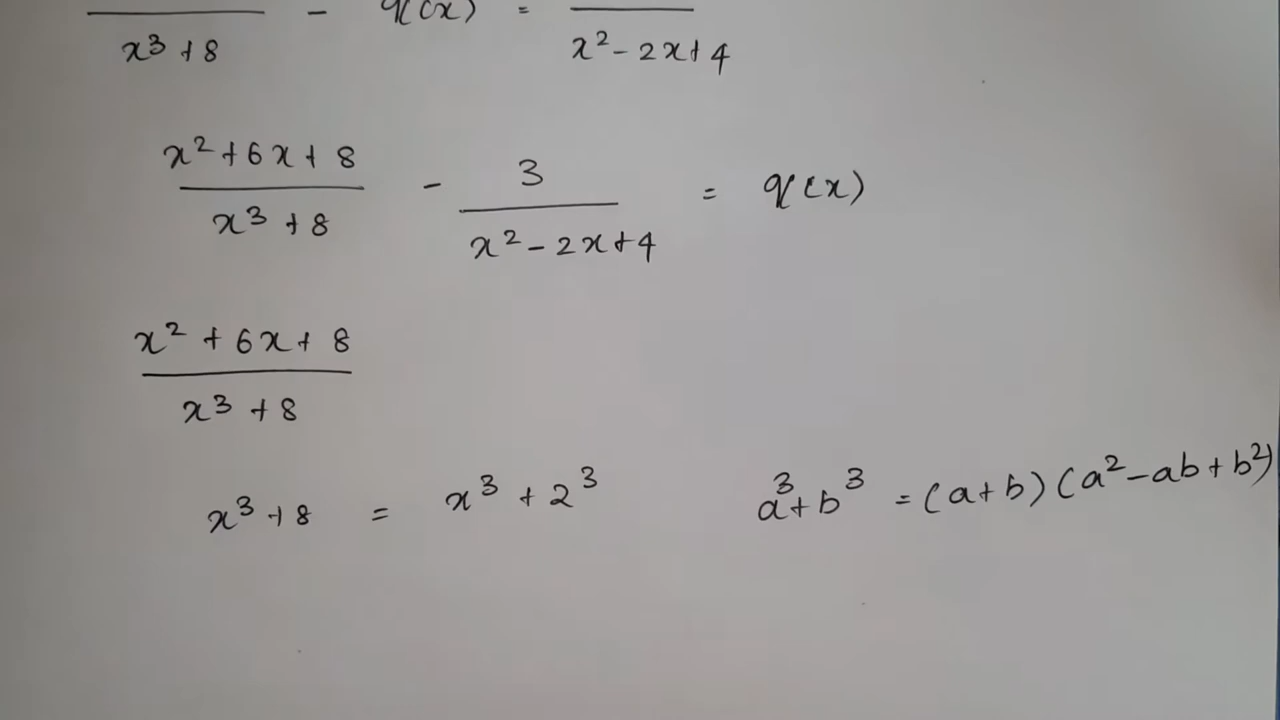 - q(x) =
x³ + 8 x² - 2x + 4
x² + 6x + 8 3
- = q(x)
x³ + 8 x² - 2x + 4
x² + 6x + 8
x³ + 8
x³ + 8 = x³ + 2³ a³ + b³ = (a+b) (a² - ab + b²)